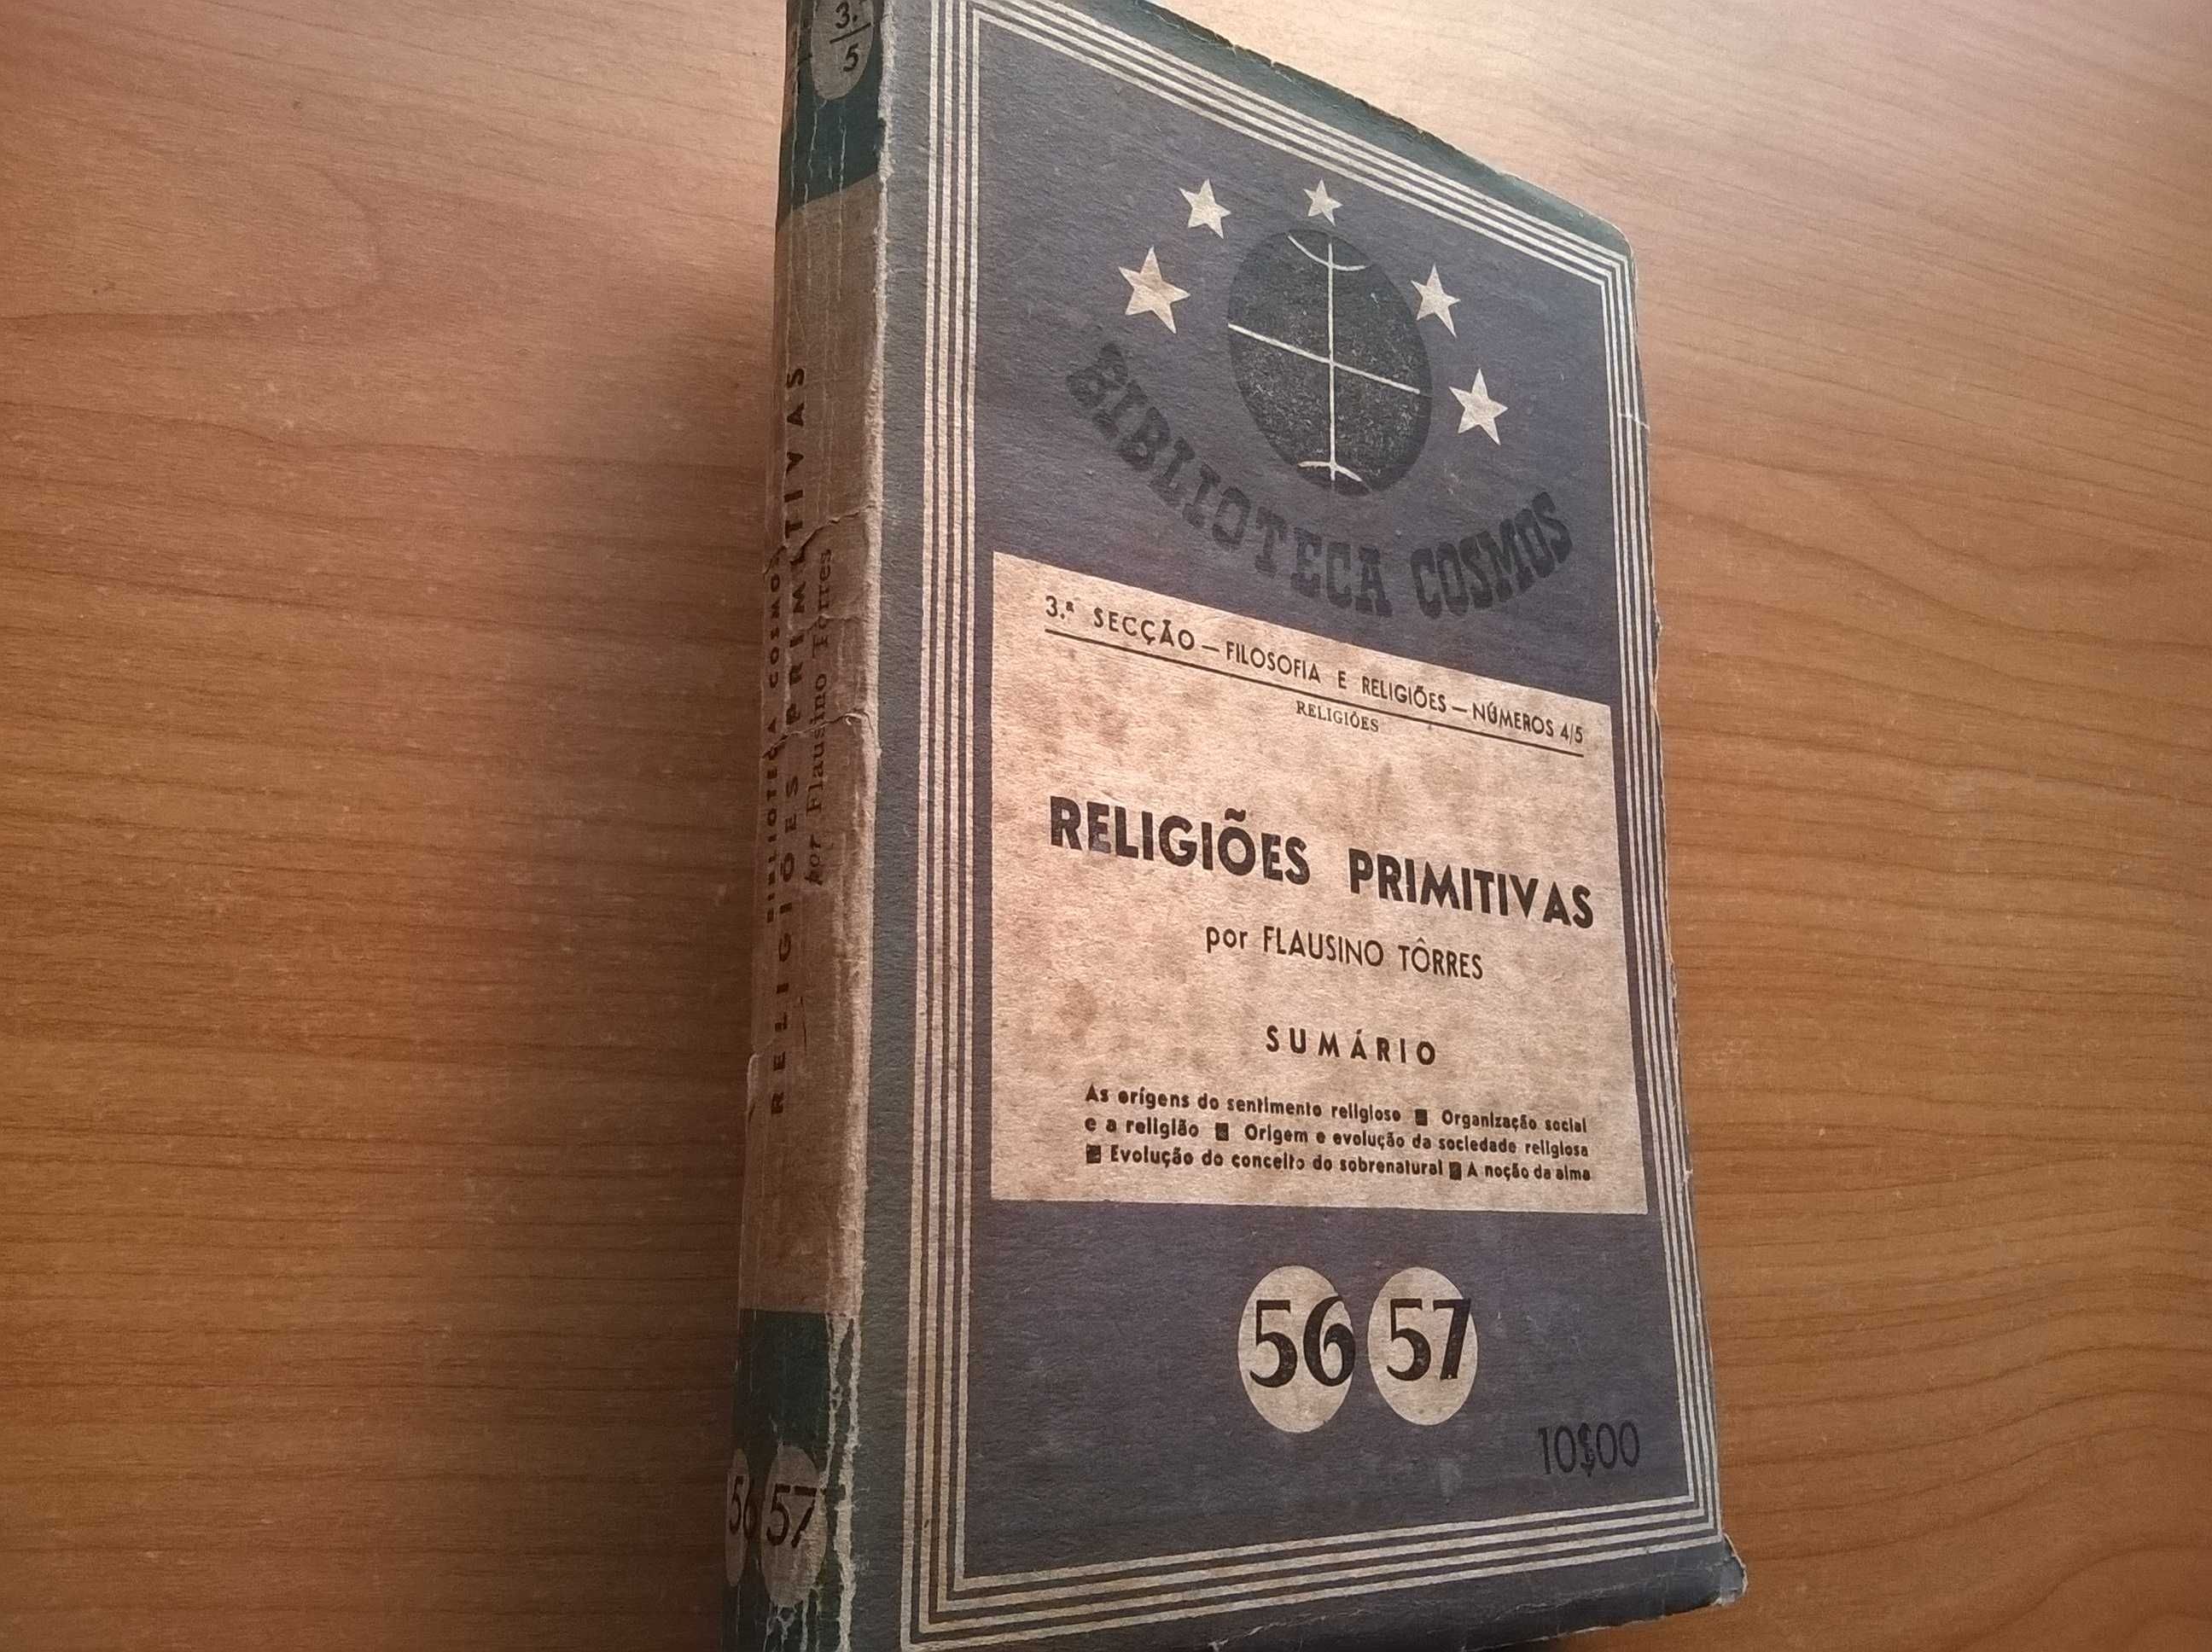 3.ª
5
BIBLIOTECA COSMOS
RELIGIÕES PRIMITIVAS
por Flausino Torres
56 57
BIBLIOTECA COSMOS
3.ª SECÇÃO — FILOSOFIA E RELIGIÕES — NÚMEROS 4/5
RELIGIÕES
RELIGIÕES PRIMITIVAS
por FLAUSINO TÔRRES
SUMÁRIO
As orígens do sentimento religioso ■ Organização social
e a religião ■ Origem e evolução da sociedade religiosa
■ Evolução do conceito do sobrenatural ■ A noção da alma
56 57
10$00